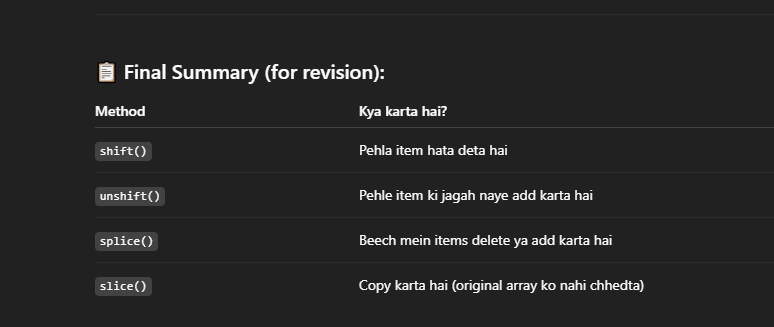 📋 Final Summary (for revision):
Method Kya karta hai?
shift() Pehla item hata deta hai
unshift() Pehle item ki jagah naye add karta hai
splice() Beech mein items delete ya add karta hai
slice() Copy karta hai (original array ko nahi chhedta)